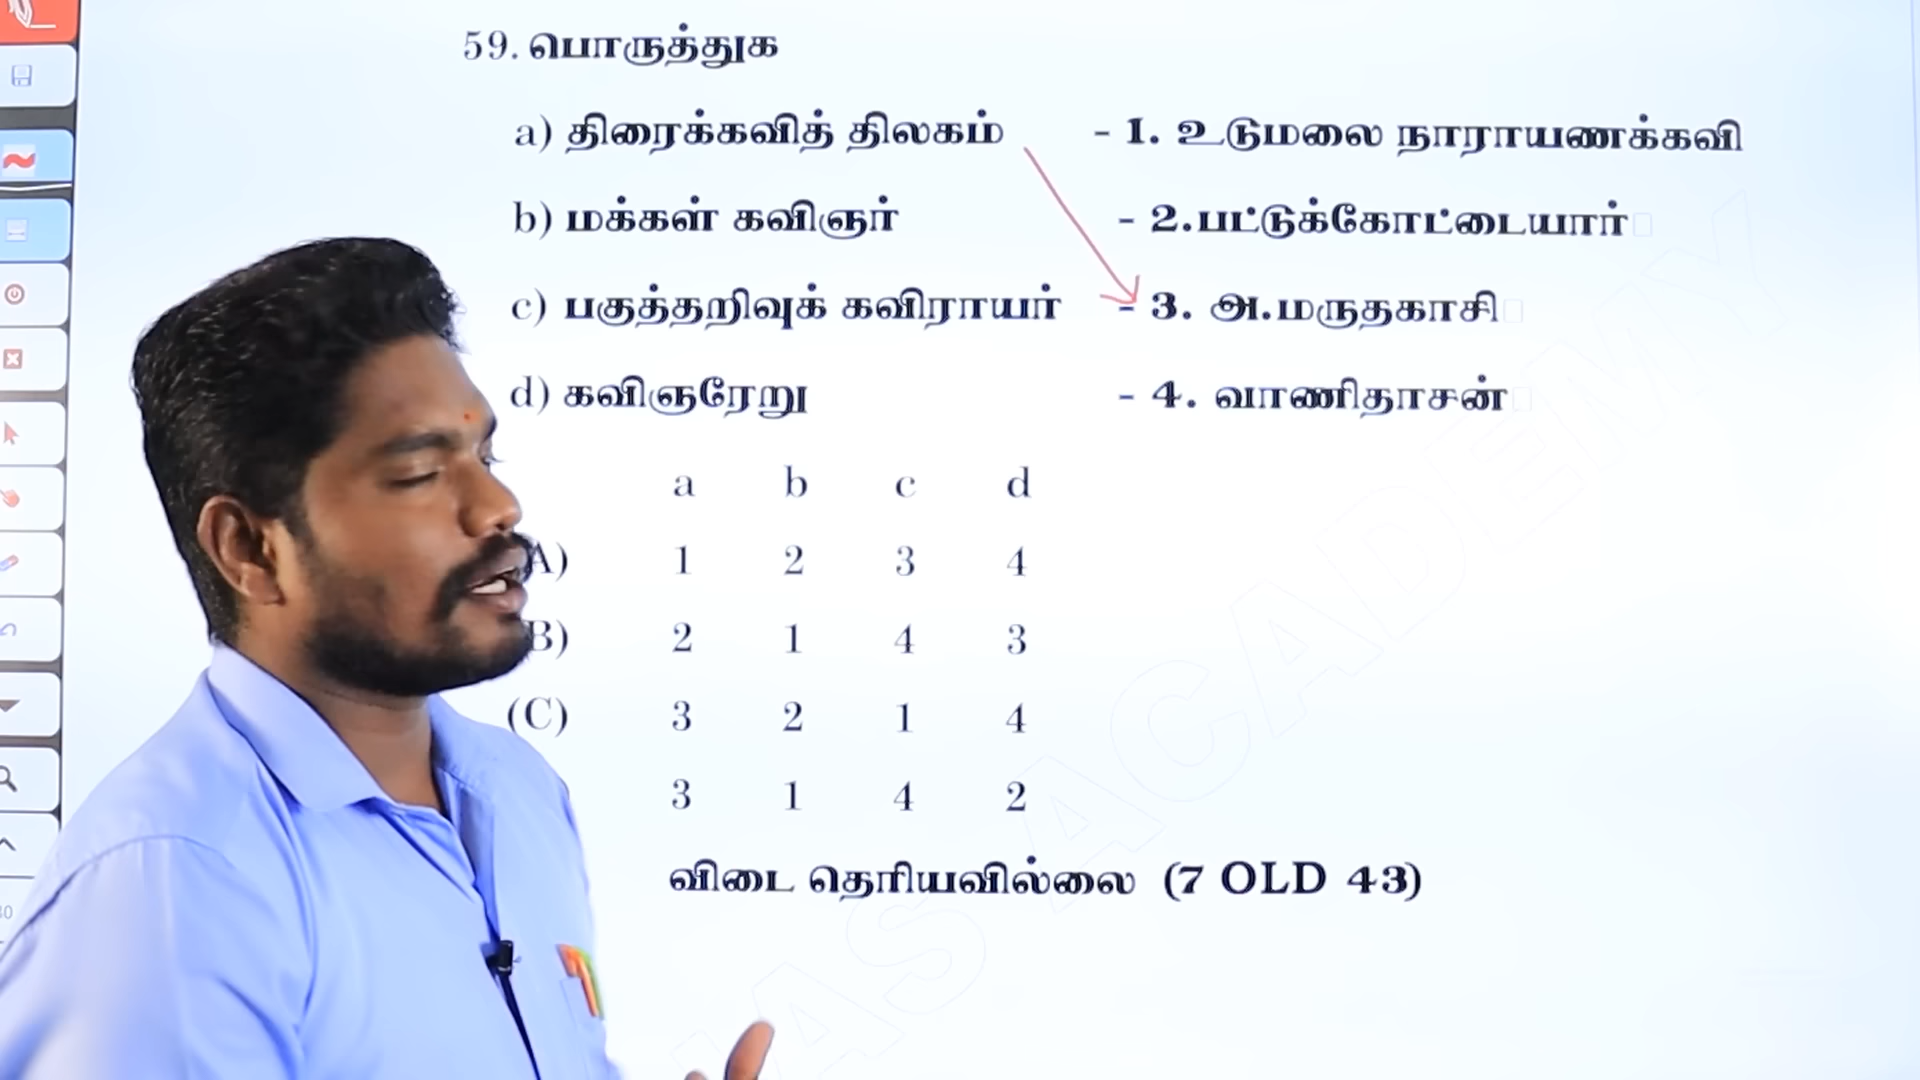 59. பொருத்துக
a) திரைக்கவித் திலகம் - 1. உடுமலை நாராயணக்கவி
b) மக்கள் கவிஞர் - 2.பட்டுக்கோட்டையார்
c) பகுத்தறிவுக் கவிராயர் - 3. அ.மருதகாசி
d) கவிஞரேறு - 4. வாணிதாசன்
a b c d
A) 1 2 3 4
B) 2 1 4 3
(C) 3 2 1 4
3 1 4 2
விடை தெரியவில்லை (7 OLD 43)
ACADEMY